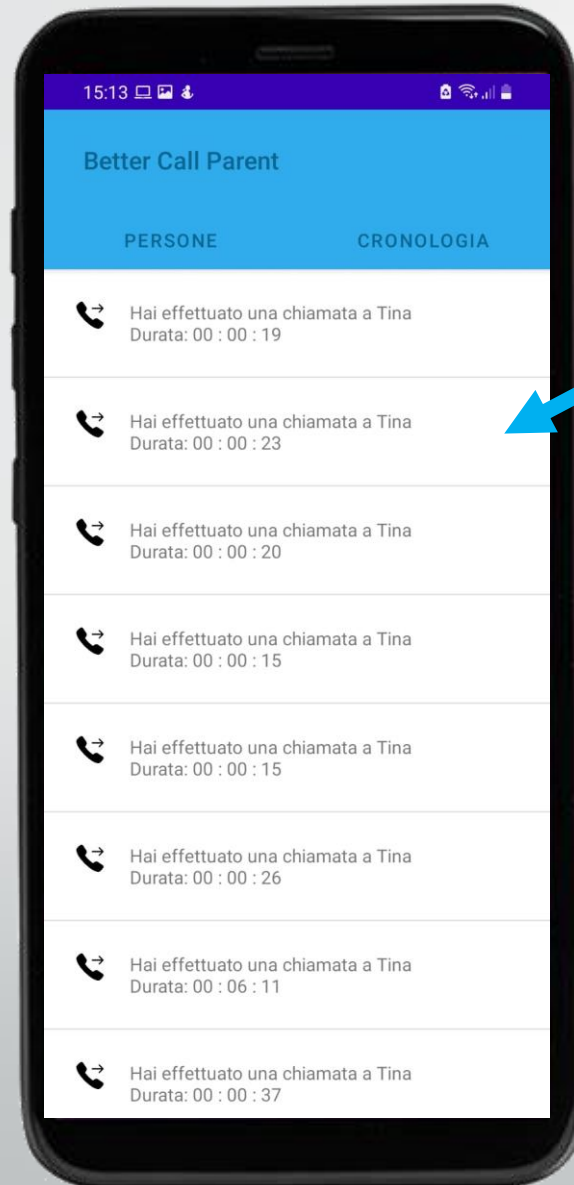 15:13
Better Call Parent
PERSONE CRONOLOGIA
Hai effettuato una chiamata a Tina
Durata: 00 : 00 : 19
Hai effettuato una chiamata a Tina
Durata: 00 : 00 : 23
Hai effettuato una chiamata a Tina
Durata: 00 : 00 : 20
Hai effettuato una chiamata a Tina
Durata: 00 : 00 : 15
Hai effettuato una chiamata a Tina
Durata: 00 : 00 : 15
Hai effettuato una chiamata a Tina
Durata: 00 : 00 : 26
Hai effettuato una chiamata a Tina
Durata: 00 : 06 : 11
Hai effettuato una chiamata a Tina
Durata: 00 : 00 : 37